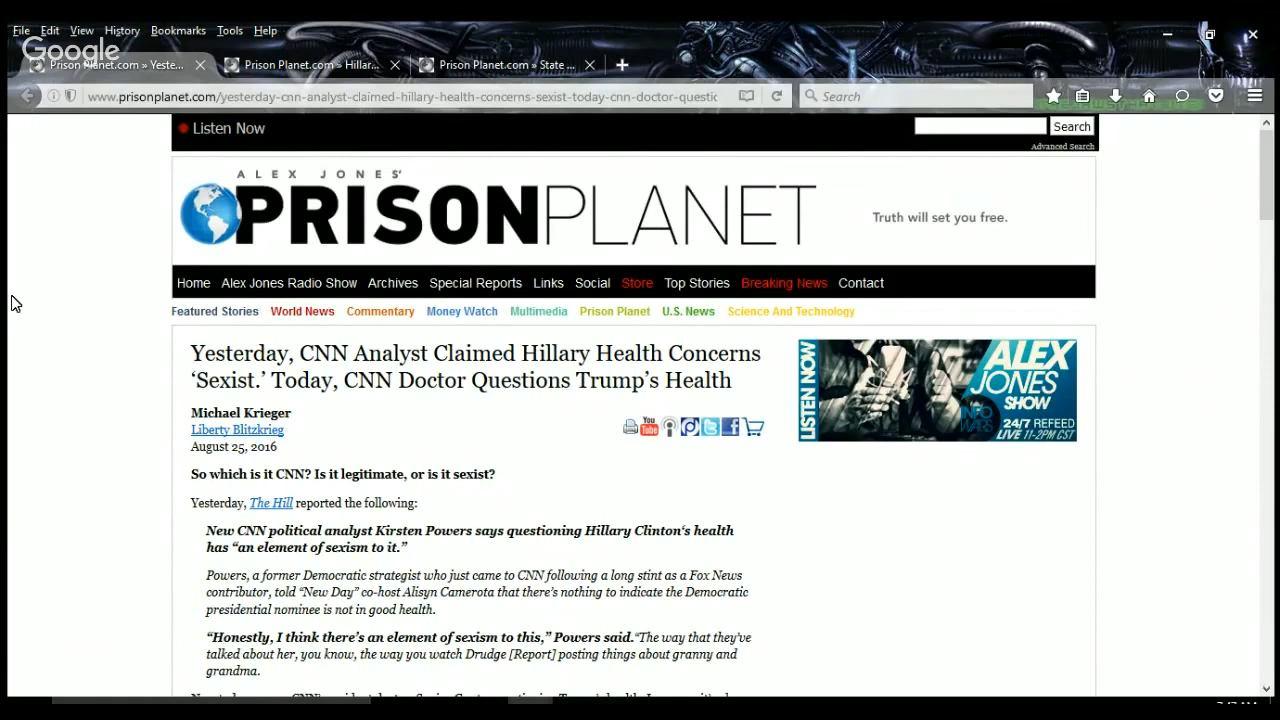 File Edit View History Bookmarks Tools Help
Google
Prison Planet.com » Yeste...
Prison Planet.com » Hillar...
Prison Planet.com » State ...
www.prisonplanet.com/yesterday-cnn-analyst-claimed-hillary-health-concerns-sexist-today-cnn-doctor-questic
Search
Listen Now
Search
Advanced Search
ALEX JONES'
PRISONPLANET
Truth will set you free.
Home Alex Jones Radio Show Archives Special Reports Links Social Store Top Stories Breaking News Contact
Featured Stories World News Commentary Money Watch Multimedia Prison Planet U.S. News Science And Technology
Yesterday, CNN Analyst Claimed Hillary Health Concerns
‘Sexist.’ Today, CNN Doctor Questions Trump’s Health
Michael Krieger
Liberty Blitzkrieg
August 25, 2016
You Tube
LISTEN NOW
ALEX
JONES
SHOW
INFO
WARS
24/7 REFEED
LIVE 11-2PM CST
So which is it CNN? Is it legitimate, or is it sexist?
Yesterday, The Hill reported the following:
New CNN political analyst Kirsten Powers says questioning Hillary Clinton‘s health
has “an element of sexism to it.”
Powers, a former Democratic strategist who just came to CNN following a long stint as a Fox News
contributor, told “New Day” co-host Alisyn Camerota that there’s nothing to indicate the Democratic
presidential nominee is not in good health.
“Honestly, I think there’s an element of sexism to this,” Powers said.“The way that they’ve
talked about her, you know, the way you watch Drudge [Report] posting things about granny and
grandma.